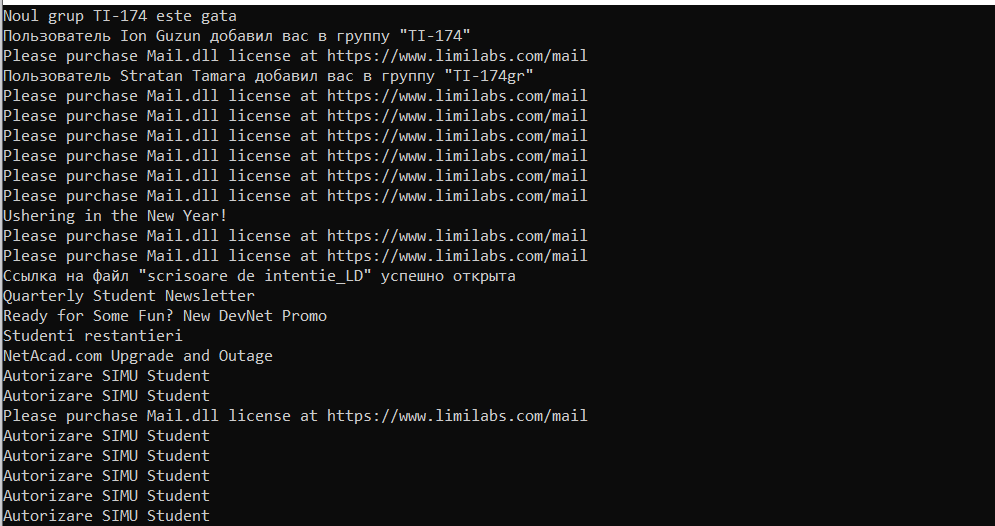 Noul grup TI-174 este gata
Пользователь Ion Guzun добавил вас в группу "TI-174"
Please purchase Mail.dll license at https://www.limilabs.com/mail
Пользователь Stratan Tamara добавил вас в группу "TI-174gr"
Please purchase Mail.dll license at https://www.limilabs.com/mail
Please purchase Mail.dll license at https://www.limilabs.com/mail
Please purchase Mail.dll license at https://www.limilabs.com/mail
Please purchase Mail.dll license at https://www.limilabs.com/mail
Please purchase Mail.dll license at https://www.limilabs.com/mail
Please purchase Mail.dll license at https://www.limilabs.com/mail
Ushering in the New Year!
Please purchase Mail.dll license at https://www.limilabs.com/mail
Please purchase Mail.dll license at https://www.limilabs.com/mail
Ссылка на файл "scrisoare de intentie_LD" успешно открыта
Quarterly Student Newsletter
Ready for Some Fun? New DevNet Promo
Studenti restantieri
NetAcad.com Upgrade and Outage
Autorizare SIMU Student
Autorizare SIMU Student
Please purchase Mail.dll license at https://www.limilabs.com/mail
Autorizare SIMU Student
Autorizare SIMU Student
Autorizare SIMU Student
Autorizare SIMU Student
Autorizare SIMU Student